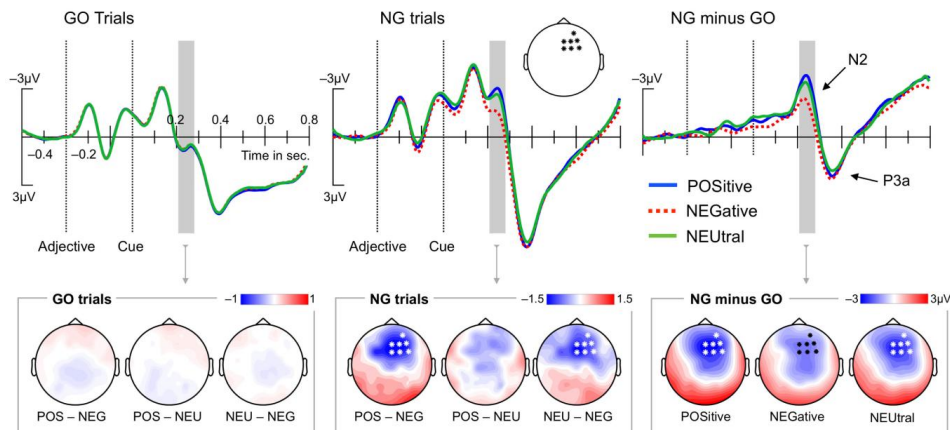 GO Trials
NG trials
NG minus GO
–3µV
–3µV
–3µV
N2
0.2
0.4
0.6
0.8
–0.4
–0.2
Time in sec.
3µV
3µV
3µV
P3a
POSitive
NEGative
NEUtral
Adjective
Cue
Adjective
Cue
GO trials
–1
1
NG trials
–1.5
1.5
NG minus GO
–3
3µV
POS – NEG
POS – NEU
NEU – NEG
POS – NEG
POS – NEU
NEU – NEG
POSitive
NEGative
NEUtral